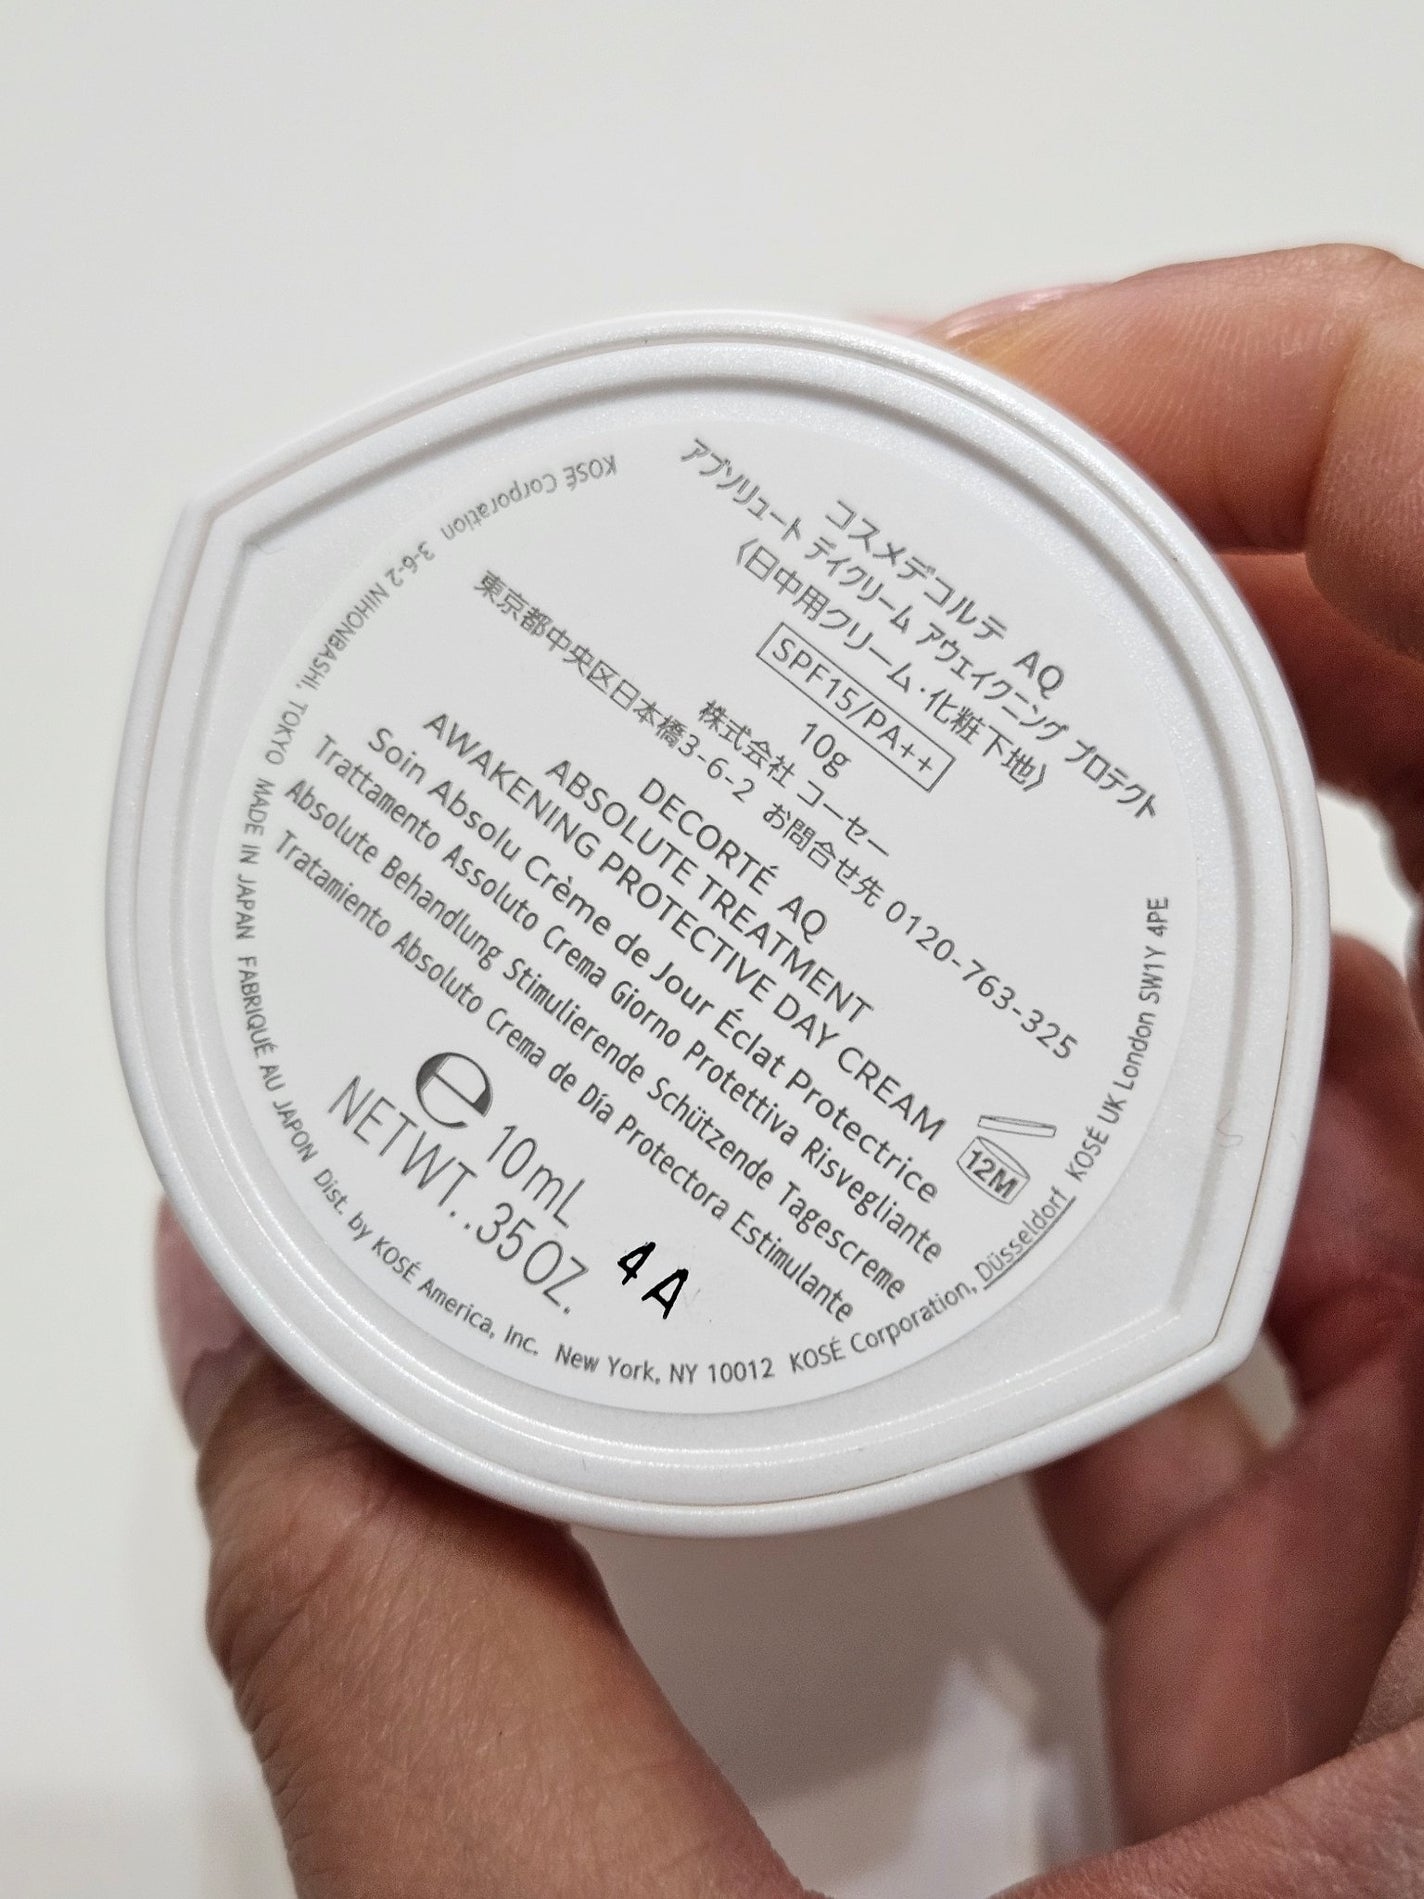 コスメデコルテ AQ
アブソリュート デイクリーム アウェイクニング プロテクト
〈日中用クリーム・化粧下地〉
SPF15/PA++
10g
株式会社 コーセー
東京都中央区日本橋3-6-2 お問合せ先 0120-763-325
DECORTÉ AQ
ABSOLUTE TREATMENT
AWAKENING PROTECTIVE DAY CREAM
Soin Absolu Crème de Jour Éclat Protectrice
Trattamento Assoluto Crema Giorno Protettiva Risvegliante
Absolute Behandlung Stimulierende Schützende Tagescreme
Tratamiento Absoluto Crema de Día Protectora Estimulante
12M
e 10mL
NETWT. .35OZ.
4A
KOSÉ Corporation 3-6-2 NIHONBASHI, TOKYO MADE IN JAPAN FABRIQUÉ AU JAPON Dist. by KOSÉ America, Inc. New York, NY 10012 KOSÉ Corporation, Düsseldorf KOSÉ UK London SW1Y 4PE